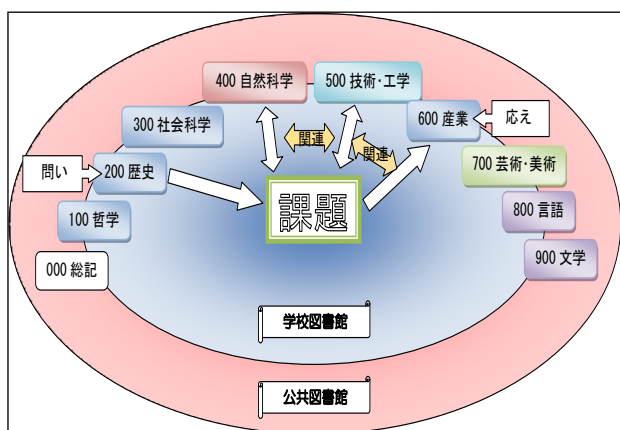 400 自然科学
500 技術・工学
300 社会科学
関連
600 産業
応え
関連
問い
200 歴史
700 芸術・美術
課題
100 哲学
800 言語
000 総記
900 文学
学校図書館
公共図書館